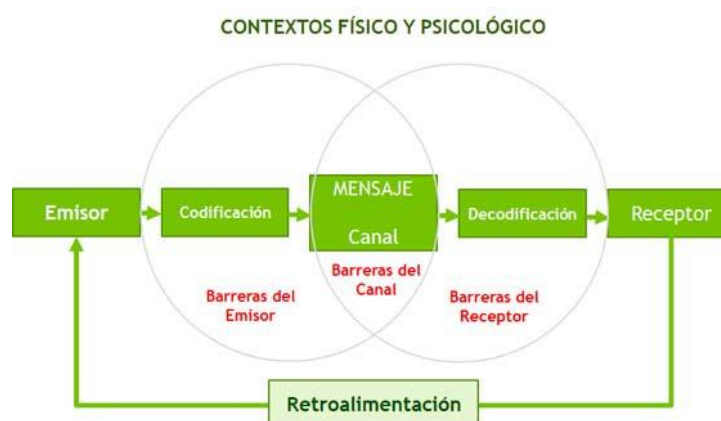 CONTEXTOS FÍSICO Y PSICOLÓGICO
Emisor
Codificación
MENSAJE
Canal
Decodificación
Receptor
Barreras del
Emisor
Barreras del
Canal
Barreras del
Receptor
Retroalimentación